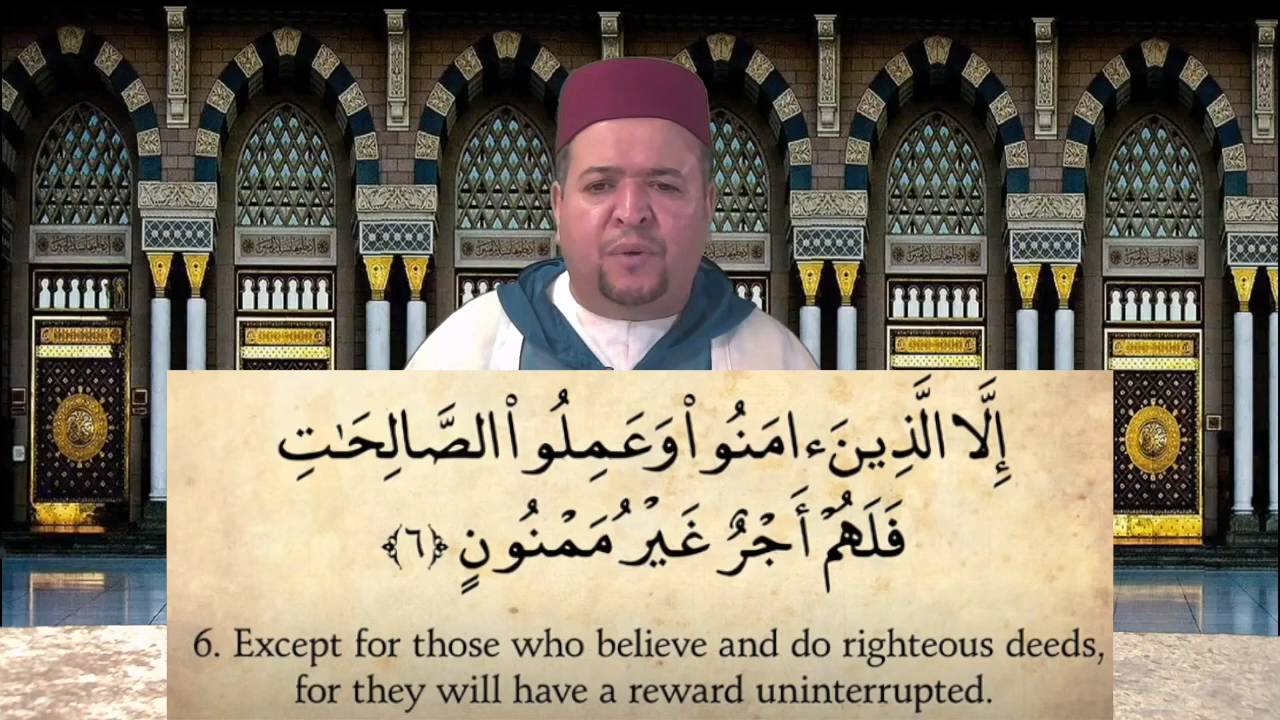 إِلَّا الَّذِينَ ءَامَنُواْ وَعَمِلُواْ الصَّالِحَٰتِ
فَلَهُمْ أَجْرٌ غَيْرُ مَمْنُونٍ ﴿٦﴾
6. Except for those who believe and do righteous deeds,
for they will have a reward uninterrupted.